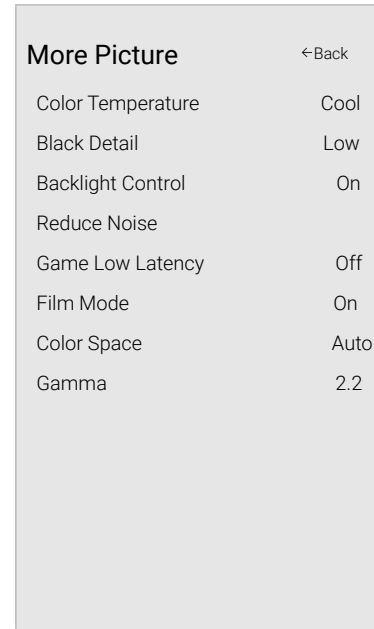 More Picture ←Back
Color Temperature Cool
Black Detail Low
Backlight Control On
Reduce Noise
Game Low Latency Off
Film Mode On
Color Space Auto
Gamma 2.2